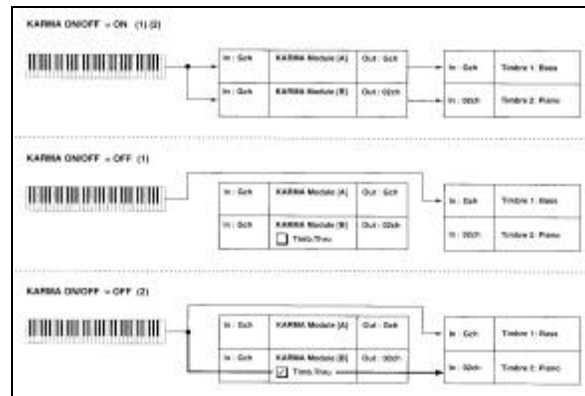 KARMA ON/OFF = ON (1) (2)
In : Gch KARMA Module [A] Out : Gch In : Gch Timbre 1: Bass
In : Gch KARMA Module [B] Out : 02ch In : 02ch Timbre 2: Piano
KARMA ON/OFF = OFF (1)
In : Gch KARMA Module [A] Out : Gch In : Gch Timbre 1: Bass
In : Gch KARMA Module [B] Out : 02ch In : 02ch Timbre 2: Piano
Timb.Thru
KARMA ON/OFF = OFF (2)
In : Gch KARMA Module [A] Out : Gch In : Gch Timbre 1: Bass
In : Gch KARMA Module [B] Out : 02ch In : 02ch Timbre 2: Piano
Timb.Thru